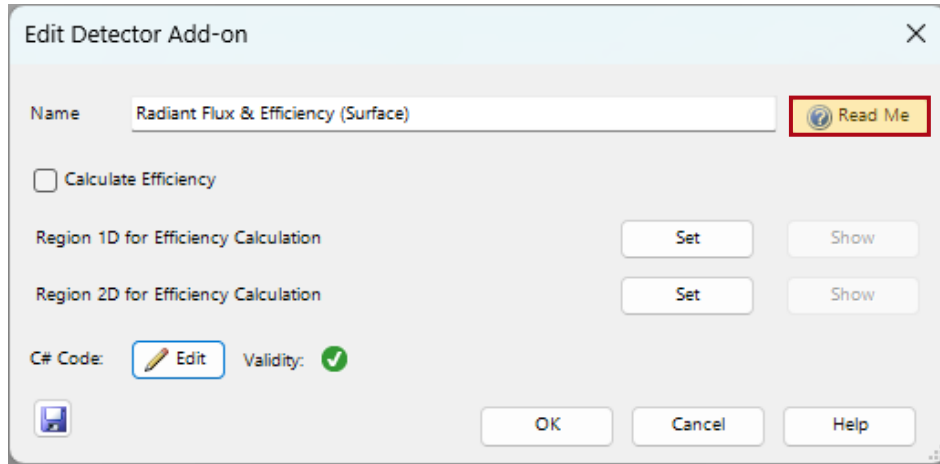 Edit Detector Add-on
Name Radiant Flux & Efficiency (Surface) Read Me
Calculate Efficiency
Region 1D for Efficiency Calculation Set Show
Region 2D for Efficiency Calculation Set Show
C# Code: Edit Validity:
OK Cancel Help